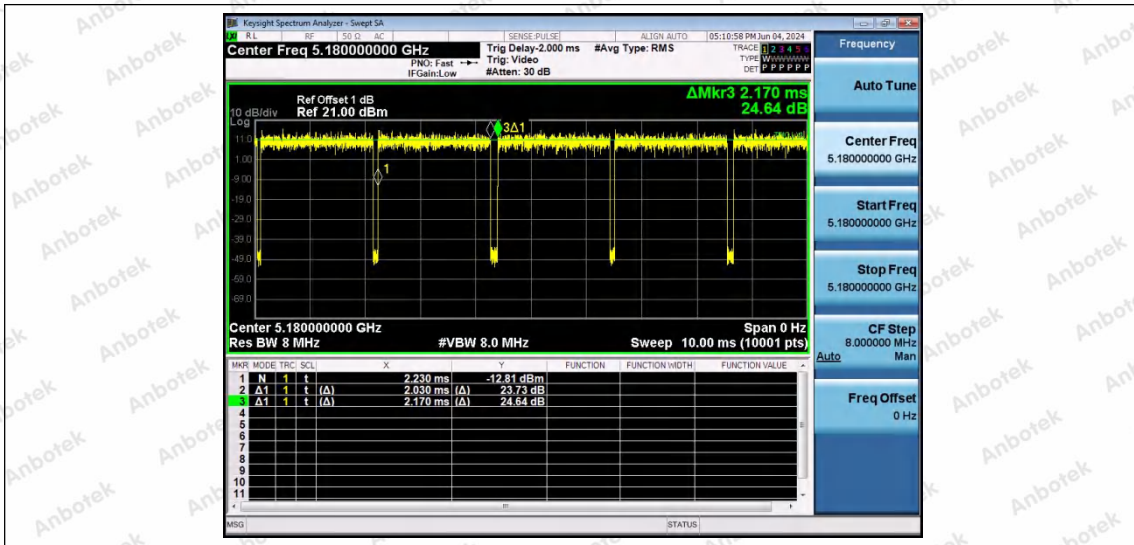 Keysight Spectrum Analyzer - Swept SA
RL RF 50 Ω AC SENSE:PULSE ALIGN AUTO 05:10:58 PM Jun 04, 2024
Center Freq 5.180000000 GHz
PNO: Fast
IFGain:Low
Trig Delay-2.000 ms
Trig: Video
#Atten: 30 dB
#Avg Type: RMS
TRACE 1 2 3 4 5 6
TYPE WWWWWW
DET P P P P P P
Frequency
Auto Tune
Center Freq
5.180000000 GHz
Start Freq
5.180000000 GHz
Stop Freq
5.180000000 GHz
CF Step
8.000000 MHz
Auto Man
Freq Offset
0 Hz
ΔMkr3 2.170 ms
24.64 dB
Ref Offset 1 dB
10 dB/div Ref 21.00 dBm
Log
11.0
1.00
-9.00
-19.0
-29.0
-39.0
-49.0
-59.0
-69.0
3Δ1
1
Center 5.180000000 GHz Span 0 Hz
Res BW 8 MHz #VBW 8.0 MHz Sweep 10.00 ms (10001 pts)
MKR MODE TRC SCL X Y FUNCTION FUNCTION WIDTH FUNCTION VALUE
1 N 1 t 2.230 ms -12.81 dBm
2 Δ1 1 t (Δ) 2.030 ms (Δ) 23.73 dB
3 Δ1 1 t (Δ) 2.170 ms (Δ) 24.64 dB
4
5
6
7
8
9
10
11
MSG STATUS
Anbotek